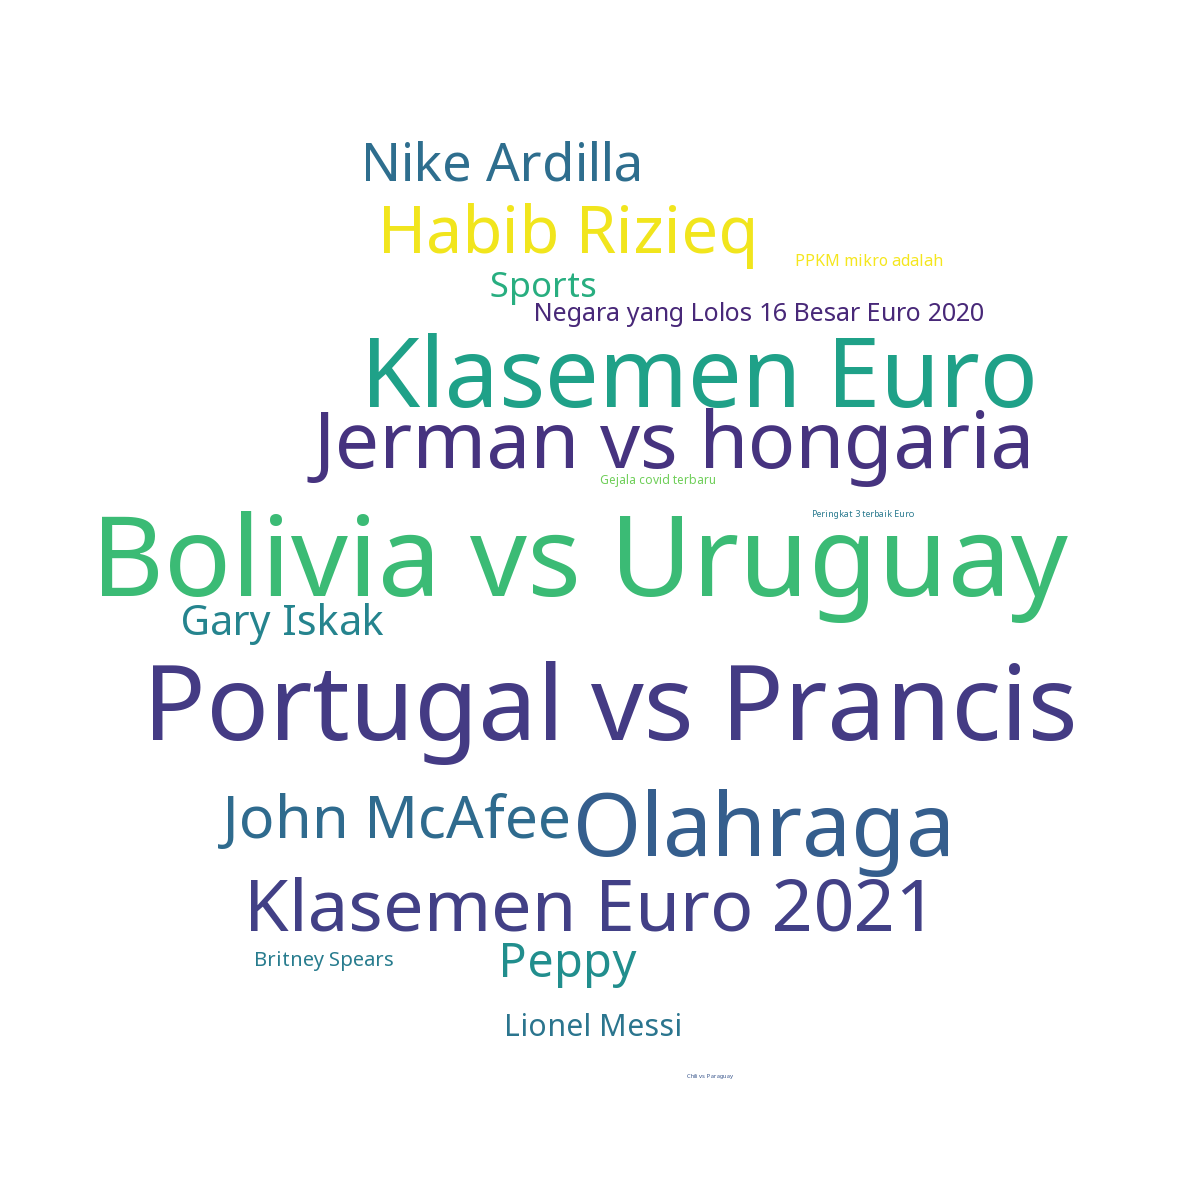 Nike Ardilla
Habib Rizieq
PPKM mikro adalah
Sports
Negara yang Lolos 16 Besar Euro 2020
Klasemen Euro
Jerman vs hongaria
Gejala covid terbaru
Peringkat 3 terbaik Euro
Bolivia vs Uruguay
Gary Iskak
Portugal vs Prancis
John McAfee
Olahraga
Klasemen Euro 2021
Britney Spears
Peppy
Lionel Messi
Chili vs Paraguay